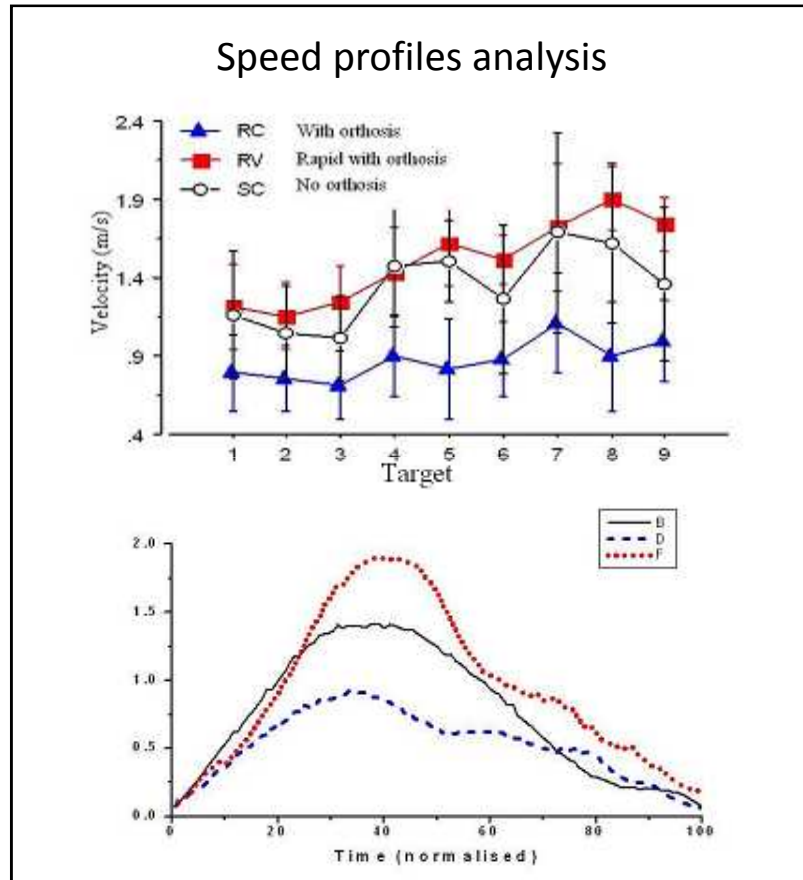 Speed profiles analysis
2.4
RC With orthosis
RV Rapid with orthosis
SC No orthosis
1.9
Velocity (m/s)
1.4
.9
.4
1 2 3 4 5 6 7 8 9
Target
B
D
F
2.0
1.5
1.0
0.5
0.0
0 20 40 60 80 100
Time (normalised)